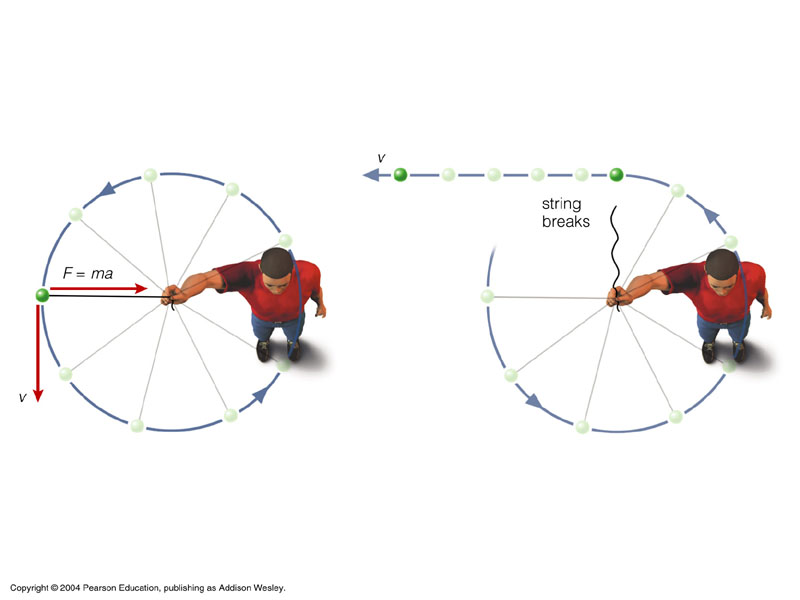 F = ma
v
v
string
breaks
Copyright © 2004 Pearson Education, publishing as Addison Wesley.